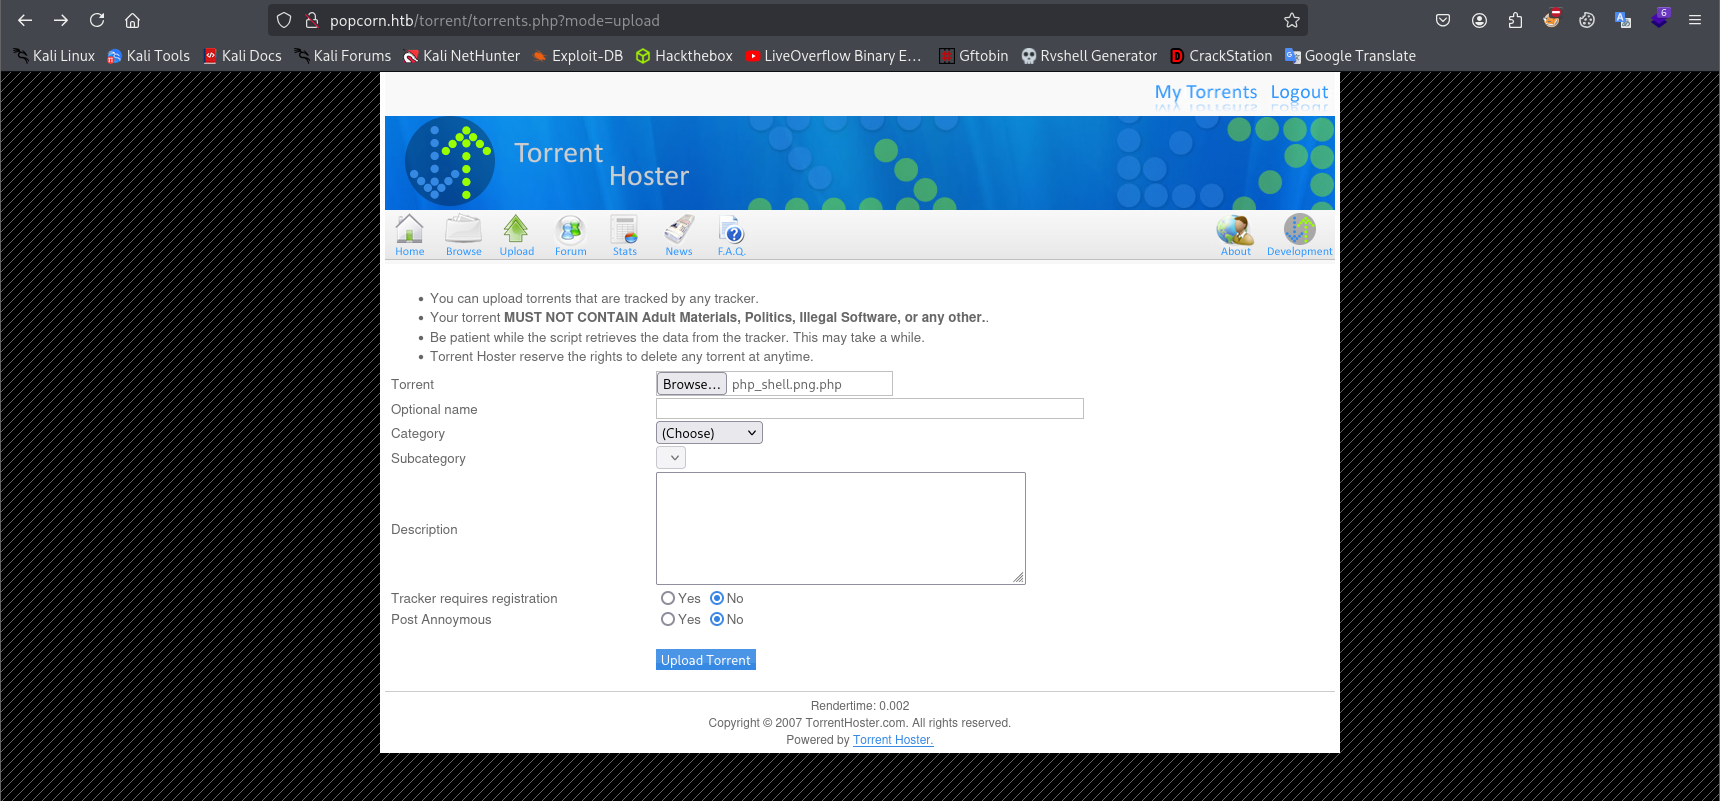 popcorn.htb/torrent/torrents.php?mode=upload
6
Kali Linux Kali Tools Kali Docs Kali Forums Kali NetHunter Exploit-DB Hackthebox LiveOverflow Binary E... Gftobin Rvshell Generator CrackStation Google Translate
My Torrents Logout
Torrent
Hoster
Home Browse Upload Forum Stats News F.A.Q. About Development
You can upload torrents that are tracked by any tracker.
Your torrent MUST NOT CONTAIN Adult Materials, Politics, Illegal Software, or any other..
Be patient while the script retrieves the data from the tracker. This may take a while.
Torrent Hoster reserve the rights to delete any torrent at anytime.
Torrent Browse... php_shell.png.php
Optional name
Category (Choose)
Subcategory
Description
Tracker requires registration Yes No
Post Annoymous Yes No
Upload Torrent
Rendertime: 0.002
Copyright © 2007 TorrentHoster.com. All rights reserved.
Powered by Torrent Hoster.